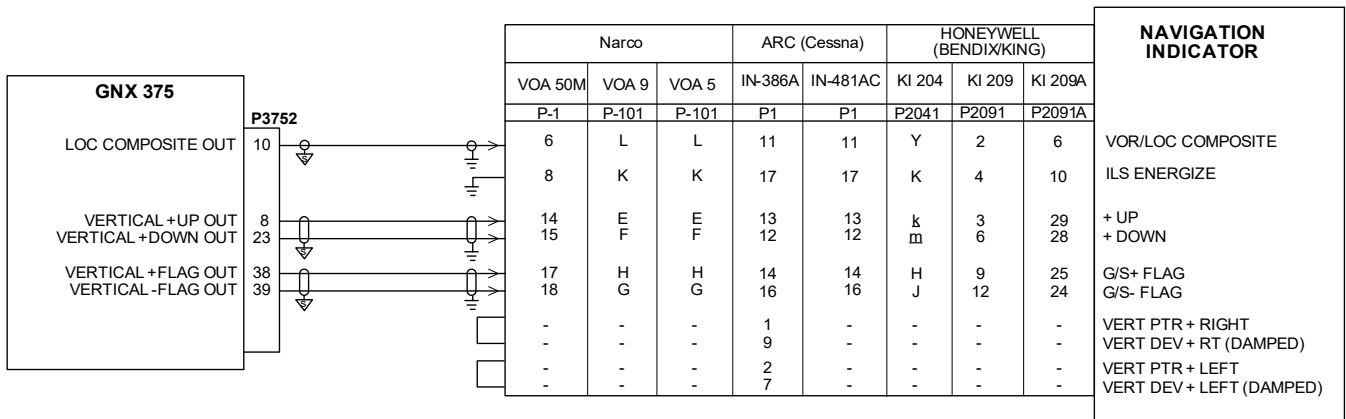 GNX 375
P3752
LOC COMPOSITE OUT 10
VERTICAL +UP OUT 8
VERTICAL +DOWN OUT 23
VERTICAL +FLAG OUT 38
VERTICAL -FLAG OUT 39
S
S
S
Narco ARC (Cessna) HONEYWELL
(BENDIX/KING)
NAVIGATION
INDICATOR
VOA 50M VOA 9 VOA 5 IN-386A IN-481AC KI 204 KI 209 KI 209A
P-1 P-101 P-101 P1 P1 P2041 P2091 P2091A
6 L L 11 11 Y 2 6 VOR/LOC COMPOSITE
8 K K 17 17 K 4 10 ILS ENERGIZE
14 E E 13 13 k 3 29 + UP
15 F F 12 12 m 6 28 + DOWN
17 H H 14 14 H 9 25 G/S+ FLAG
18 G G 16 16 J 12 24 G/S- FLAG
- - - 1 - - - - VERT PTR + RIGHT
- - - 9 - - - - VERT DEV + RT (DAMPED)
- - - 2 - - - - VERT PTR + LEFT
- - - 7 - - - - VERT DEV + LEFT (DAMPED)